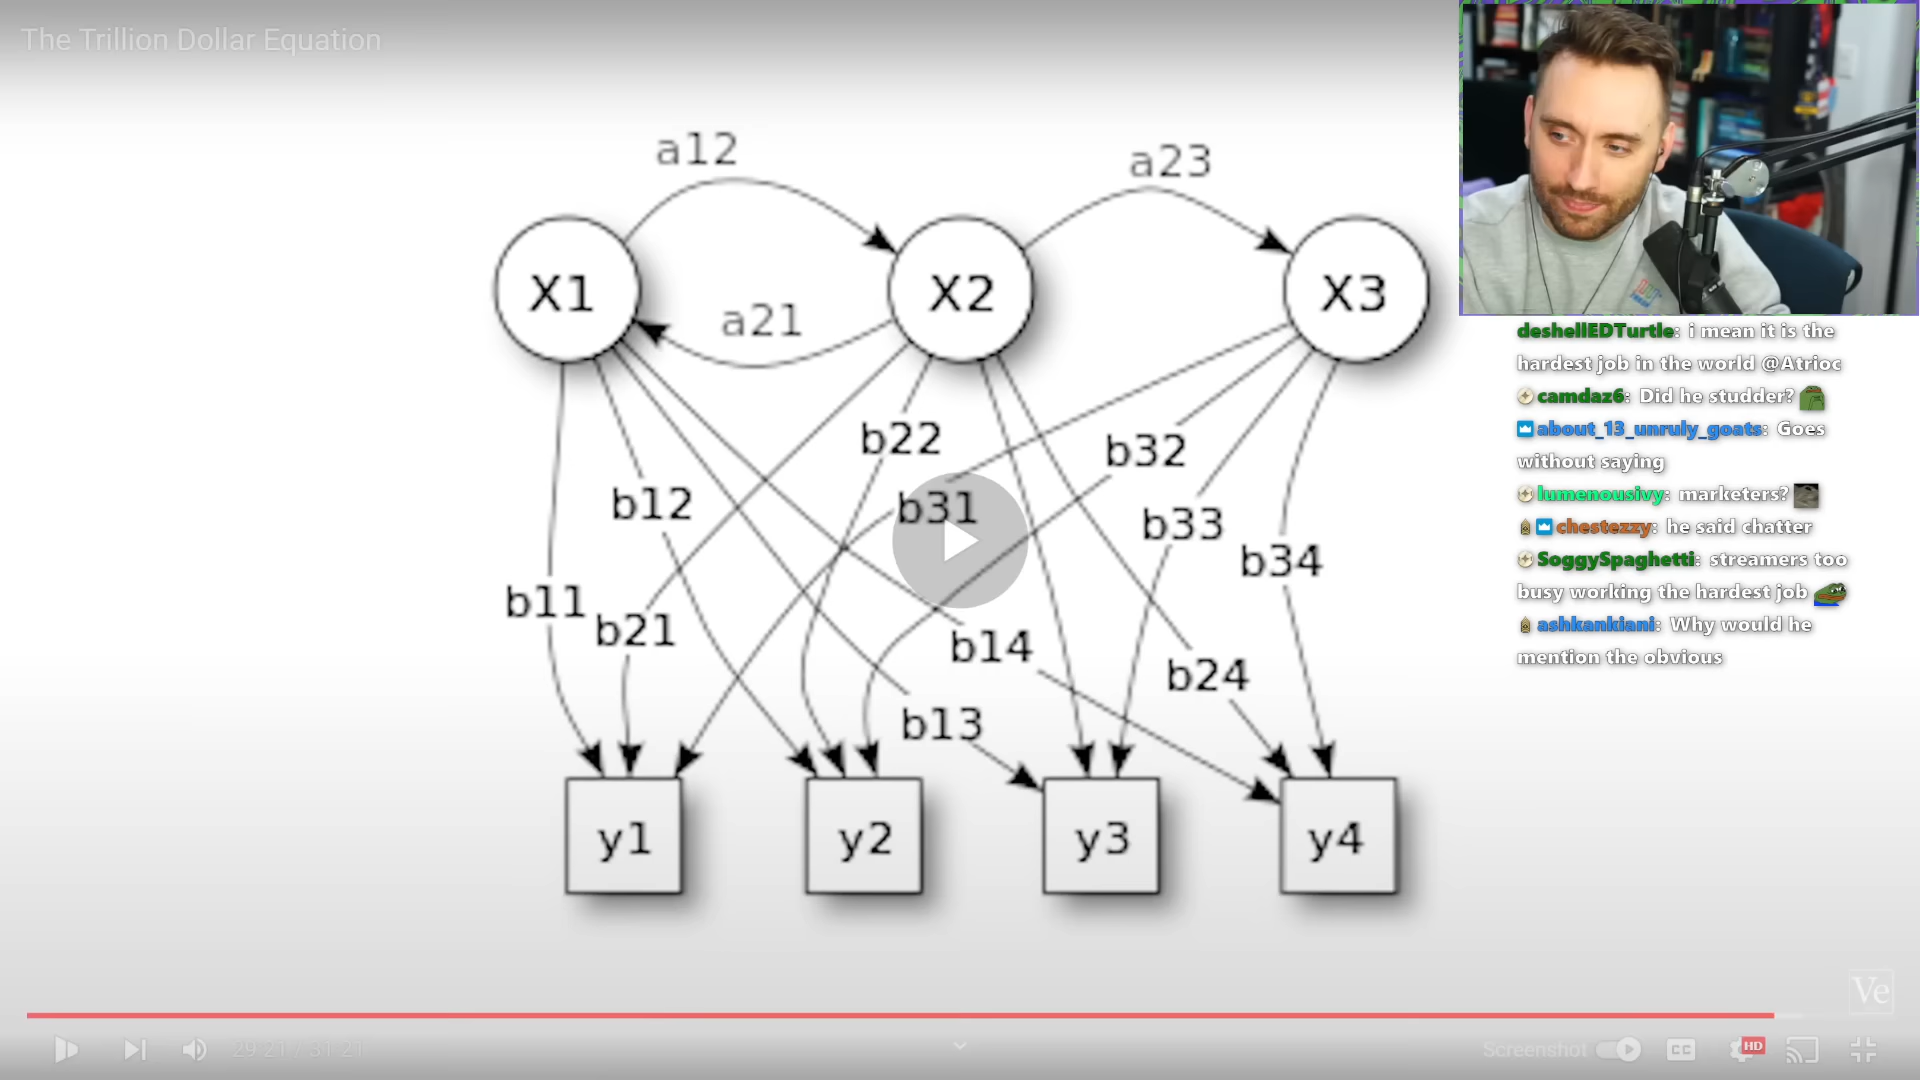 The Trillion Dollar Equation
a12
a23
X1
X2
X3
a21
b22
b32
b12
b31
b33
b34
b11
b21
b14
b24
b13
y1
y2
y3
y4
deshellEDTurtle: i mean it is the
hardest job in the world @Atrioc
camdaz6: Did he studder?
about_13_unruly_goats: Goes
without saying
lumenousivy: marketers?
chestezzy: he said chatter
SoggySpaghetti: streamers too
busy working the hardest job
ashkankiani: Why would he
mention the obvious
Ve
29:21 / 31:21
Screenshot
CC
HD